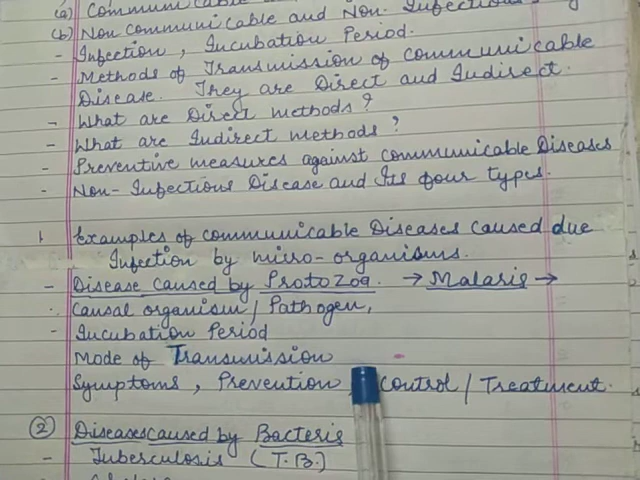 (a) Communicable
(b) Non communicable and Non-Infectious
- Infection, Incubation Period.
- Methods of Transmission of communicable
Disease. They are Direct and Indirect.
- What are Direct methods?
- What are Indirect methods?
- Preventive measures against communicable Diseases
- Non-Infectious Disease and Its four types.
1 Examples of communicable Diseases caused due
Infection by micro-organisms.
- Disease caused by Protozoa. → Malaris →
Causal organism/Pathogen,
- Incubation Period
Mode of Transmission
Symptoms, Prevention, Control/Treatment.
② Diseases caused by Bacteris
- Tuberculosis (T.B.)